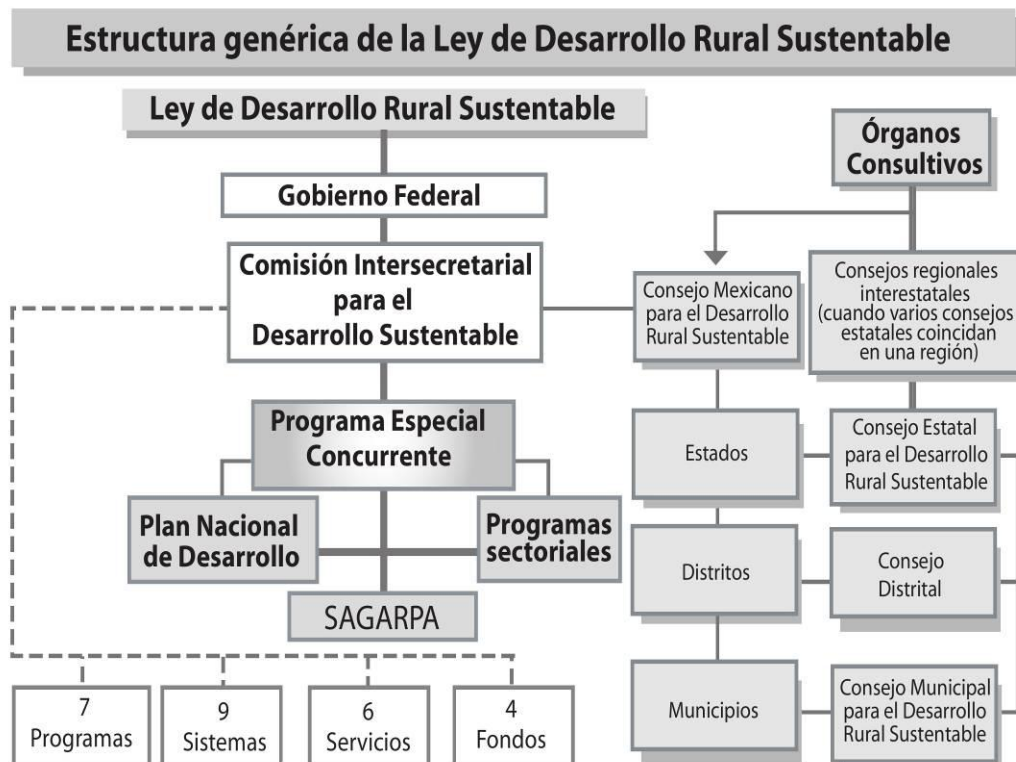 Estructura genérica de la Ley de Desarrollo Rural Sustentable
Ley de Desarrollo Rural Sustentable
Gobierno Federal
Comisión Intersecretarial
para el
Desarrollo Sustentable
Programa Especial
Concurrente
Plan Nacional
de Desarrollo
Programas
sectoriales
SAGARPA
7
Programas
9
Sistemas
6
Servicios
4
Fondos
Órganos
Consultivos
Consejo Mexicano
para el Desarrollo
Rural Sustentable
Consejos regionales
interestatales
(cuando varios consejos
estatales coincidan
en una región)
Estados
Consejo Estatal
para el Desarrollo
Rural Sustentable
Distritos
Consejo
Distrital
Municipios
Consejo Municipal
para el Desarrollo
Rural Sustentable